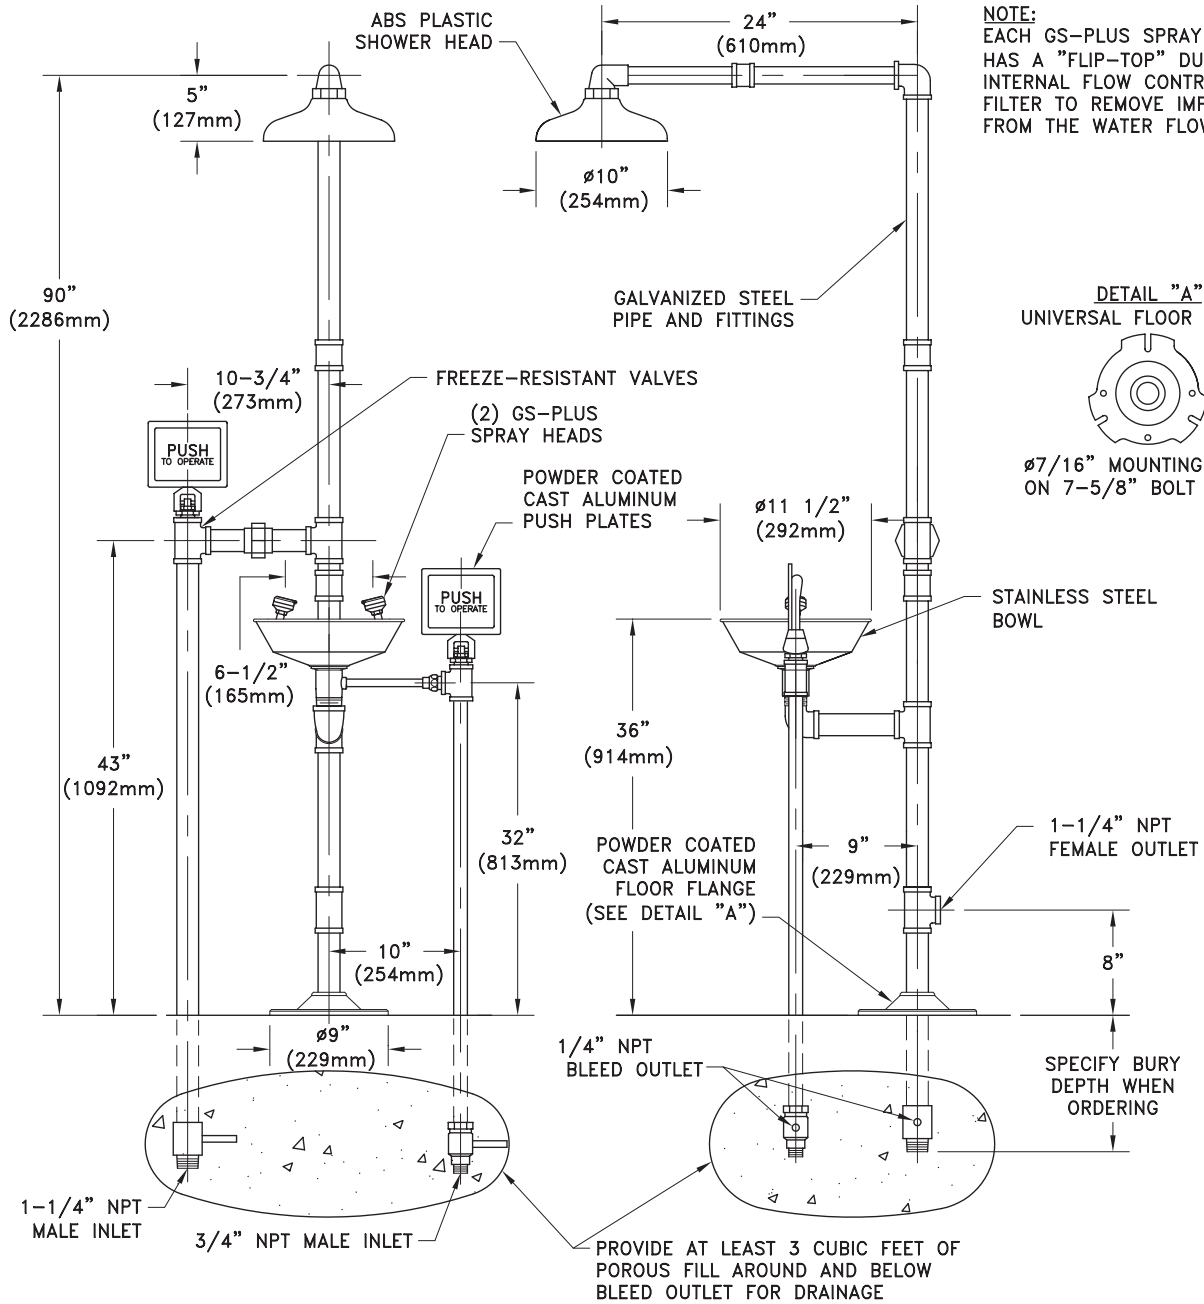 ABS PLASTIC
SHOWER HEAD
24”
(610mm)
NOTE:
EACH GS-PLUS SPRAY
HAS A ”FLIP-TOP”
INTERNAL FLOW
FILTER TO REMOVE
FROM THE WATER
5”
(127mm)
ø10”
(254mm)
90”
(2286mm)
GALVANIZED STEEL
PIPE AND FITTINGS
DETAIL ”A”
UNIVERSAL FLOOR
10-3/4”
(273mm)
FREEZE-RESISTANT VALVES
(2) GS-PLUS
SPRAY HEADS
PUSH
TO OPERATE
POWDER COATED
CAST ALUMINUM
PUSH PLATES
ø7/16” MOUNTING
ON 7-5/8” BOLT
ø11 1/2”
(292mm)
PUSH
TO OPERATE
STAINLESS STEEL
BOWL
6-1/2”
(165mm)
36”
(914mm)
43”
(1092mm)
32”
(813mm)
POWDER COATED
CAST ALUMINUM
FLOOR FLANGE
(SEE DETAIL ”A”)
9”
(229mm)
1-1/4” NPT
FEMALE OUTLET
10”
(254mm)
8”
ø9”
(229mm)
1/4” NPT
BLEED OUTLET
SPECIFY BURY
DEPTH WHEN
ORDERING
1-1/4” NPT
MALE INLET
3/4” NPT MALE INLET
PROVIDE AT LEAST 3 CUBIC FEET OF
POROUS FILL AROUND AND BELOW
BLEED OUTLET FOR DRAINAGE